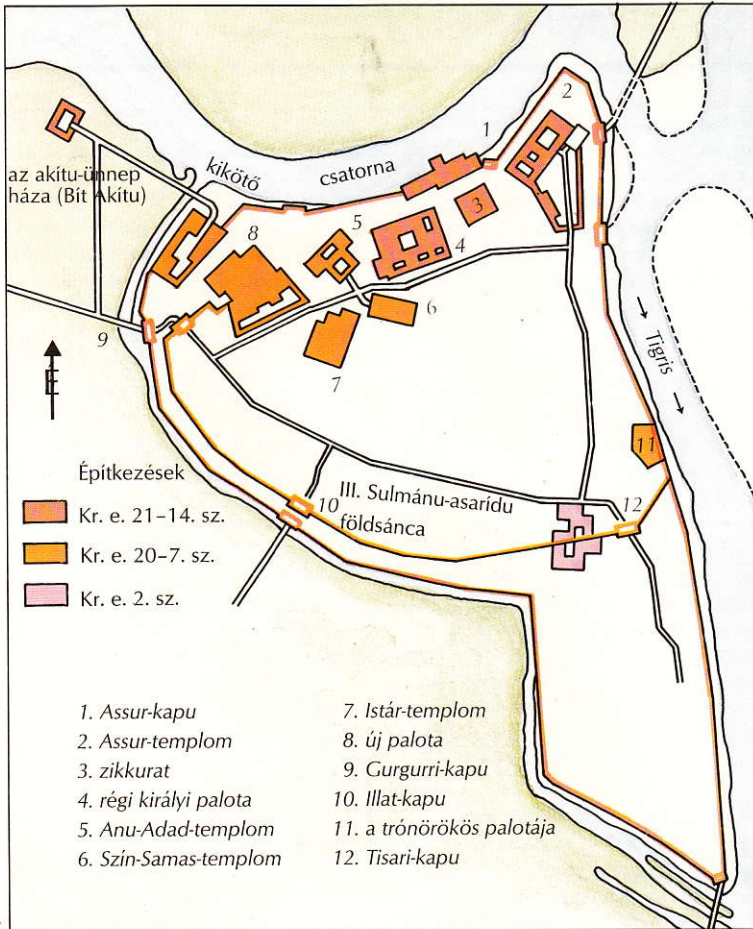 2
1
kikötő
csatorna
az akítu-ünnep
háza (Bīt Akítu)
3
5
8
4
6
9
7
É
Tigris
11
Építkezések
III. Sulmánu-asarídu
földsánca
10
12
Kr. e. 21–14. sz.
Kr. e. 20–7. sz.
Kr. e. 2. sz.
1. Assur-kapu
2. Assur-templom
3. zikkurat
4. régi királyi palota
5. Anu-Adad-templom
6. Szín-Samas-templom
7. Istár-templom
8. új palota
9. Gurgurri-kapu
10. Illat-kapu
11. a trónörökös palotája
12. Tisari-kapu